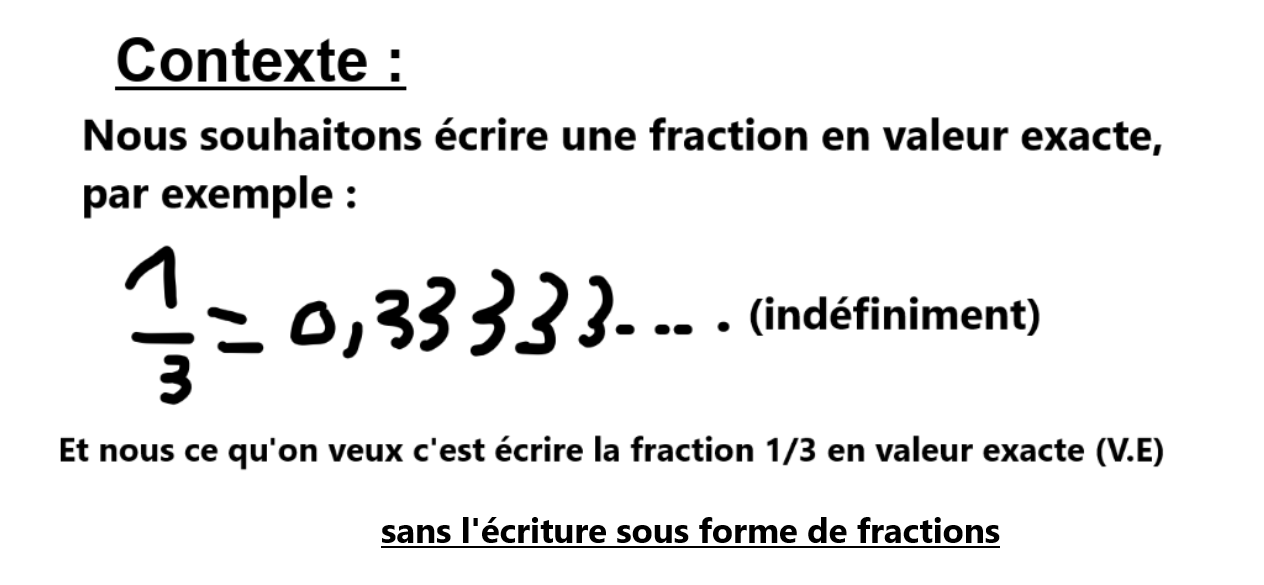 Contexte :
Nous souhaitons écrire une fraction en valeur exacte,
par exemple :
1/3 = 0,33333---. (indéfiniment)
Et nous ce qu'on veux c'est écrire la fraction 1/3 en valeur exacte (V.E)
sans l'écriture sous forme de fractions